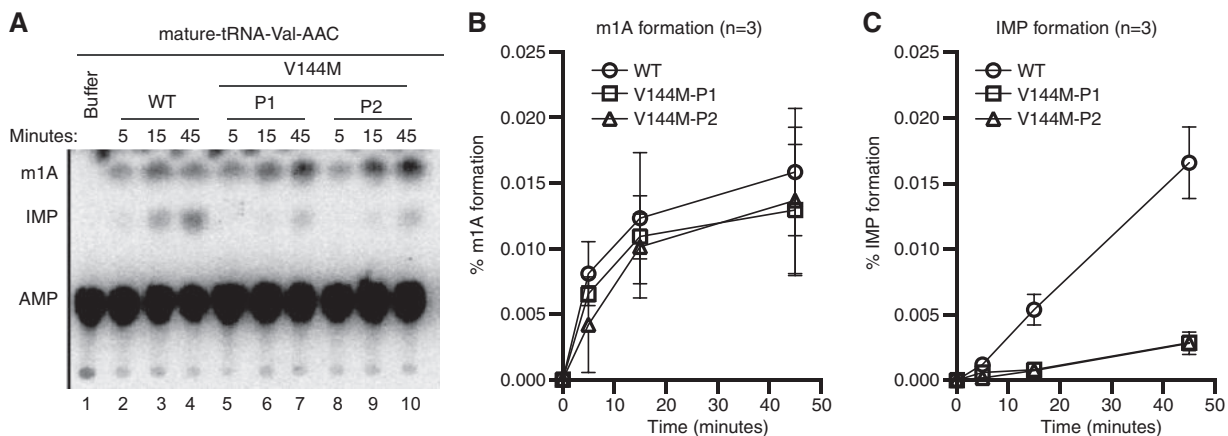 A
mature-tRNA-Val-AAC
V144M
Buffer
WT P1 P2
Minutes: 5 15 45 5 15 45 5 15 45
m1A
IMP
AMP
1 2 3 4 5 6 7 8 9 10
B
m1A formation (n=3)
WT
V144M-P1
V144M-P2
% m1A formation
0.025
0.020
0.015
0.010
0.005
0.000
0 10 20 30 40 50
Time (minutes)
C
IMP formation (n=3)
WT
V144M-P1
V144M-P2
% IMP formation
0.025
0.020
0.015
0.010
0.005
0.000
0 10 20 30 40 50
Time (minutes)